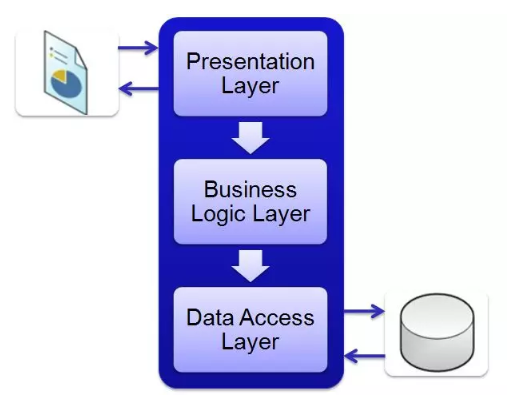 Presentation
Layer
Business
Logic Layer
Data Access
Layer